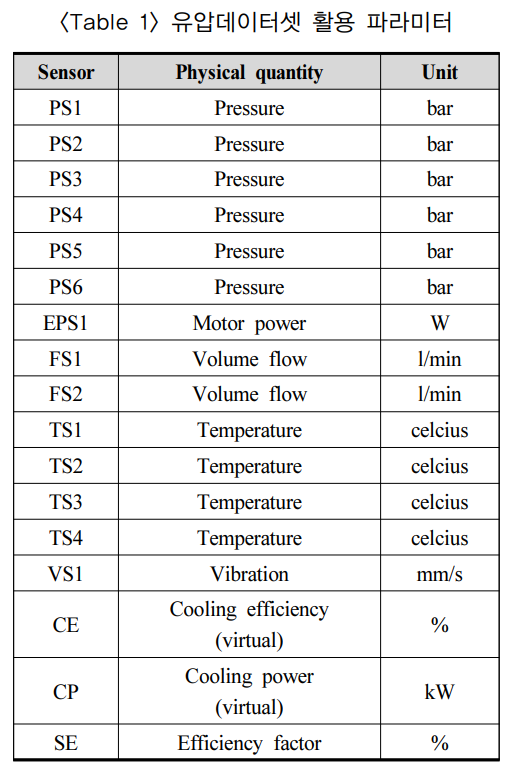 〈Table 1〉 유압데이터셋 활용 파라미터
Sensor Physical quantity Unit
PS1 Pressure bar
PS2 Pressure bar
PS3 Pressure bar
PS4 Pressure bar
PS5 Pressure bar
PS6 Pressure bar
EPS1 Motor power W
FS1 Volume flow l/min
FS2 Volume flow l/min
TS1 Temperature celcius
TS2 Temperature celcius
TS3 Temperature celcius
TS4 Temperature celcius
VS1 Vibration mm/s
CE Cooling efficiency (virtual) %
CP Cooling power (virtual) kW
SE Efficiency factor %